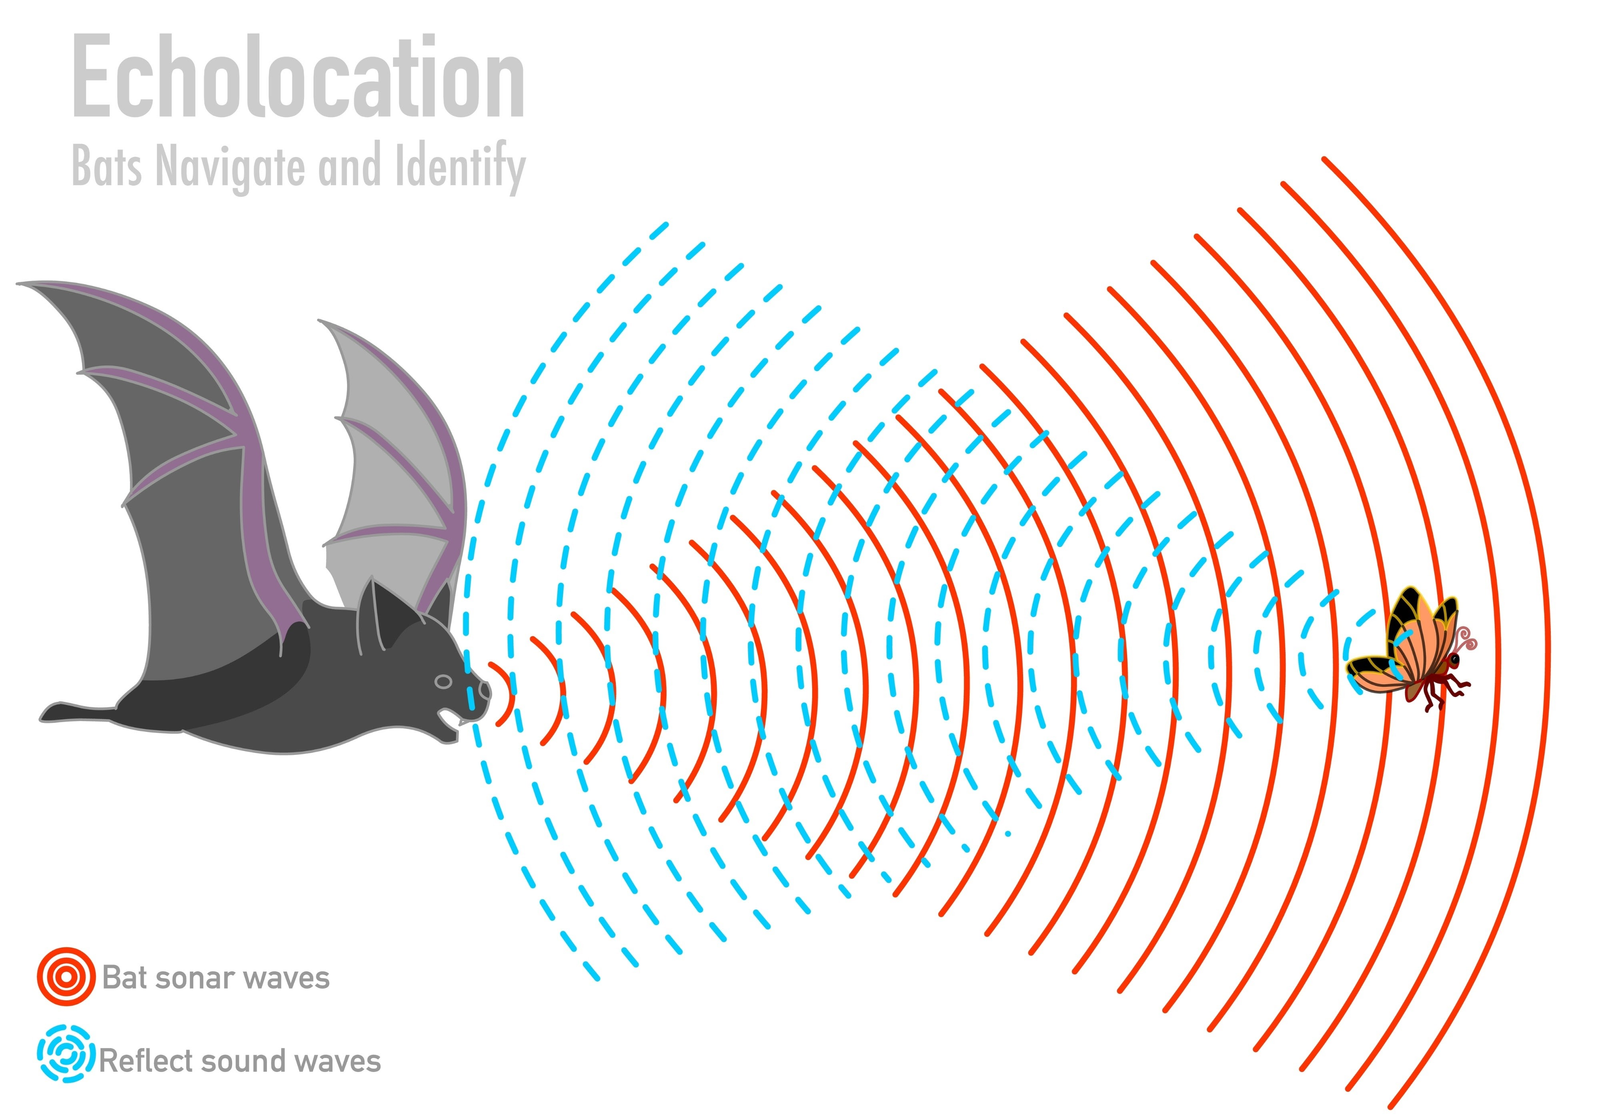 Echolocation
Bats Navigate and Identify
Bat sonar waves
Reflect sound waves